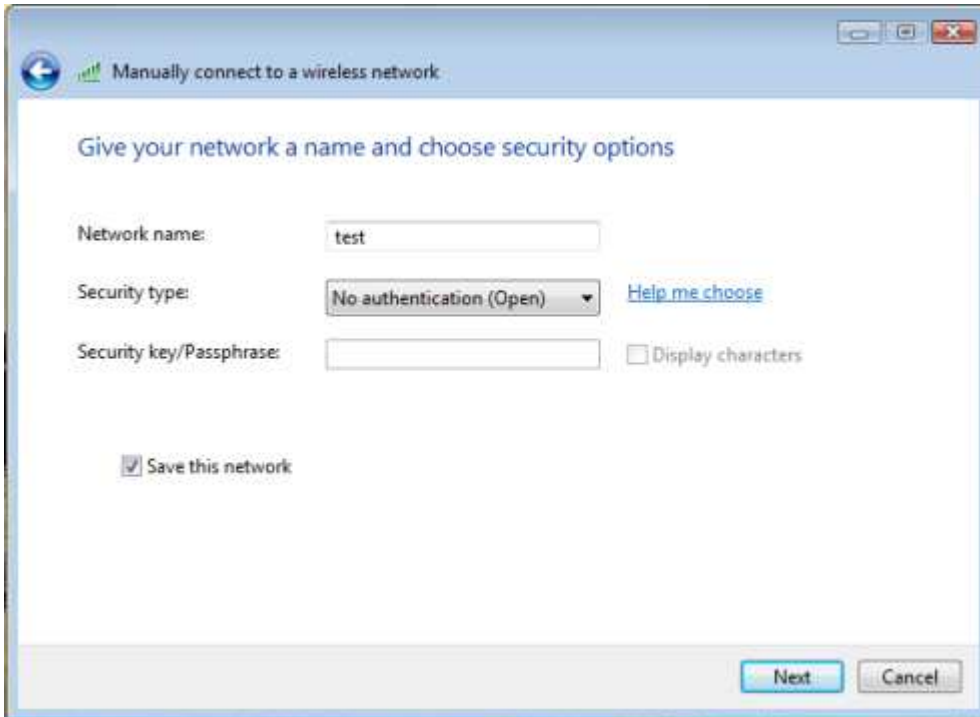 Manually connect to a wireless network
Give your network a name and choose security options
Network name: test
Security type: No authentication (Open) Help me choose
Security key/Passphrase: Display characters
Save this network
Next Cancel